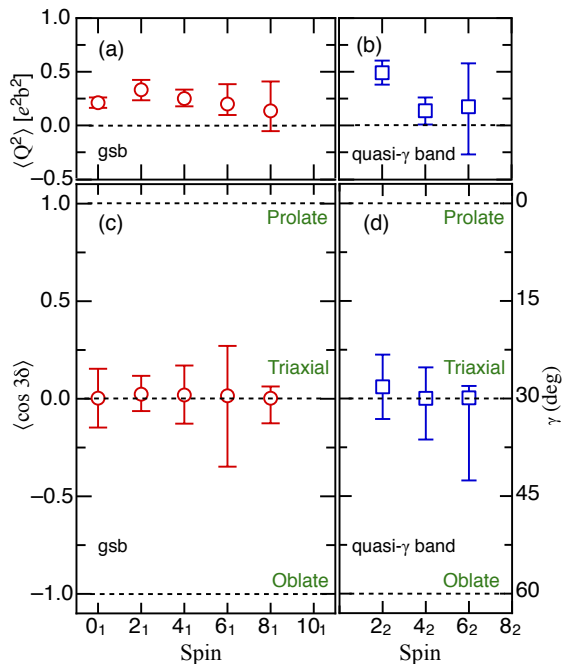 (a)
(b)
1.0
0.5
0.0
−0.5
⟨Q²⟩ [e²b²]
gsb
quasi-γ band
(c)
(d)
1.0
0.5
0.0
−0.5
−1.0
⟨cos 3δ⟩
Prolate
Prolate
Triaxial
Triaxial
gsb
quasi-γ band
Oblate
Oblate
0
15
30
45
60
γ (deg)
0₁ 2₁ 4₁ 6₁ 8₁ 10₁
2₂ 4₂ 6₂ 8₂
Spin
Spin